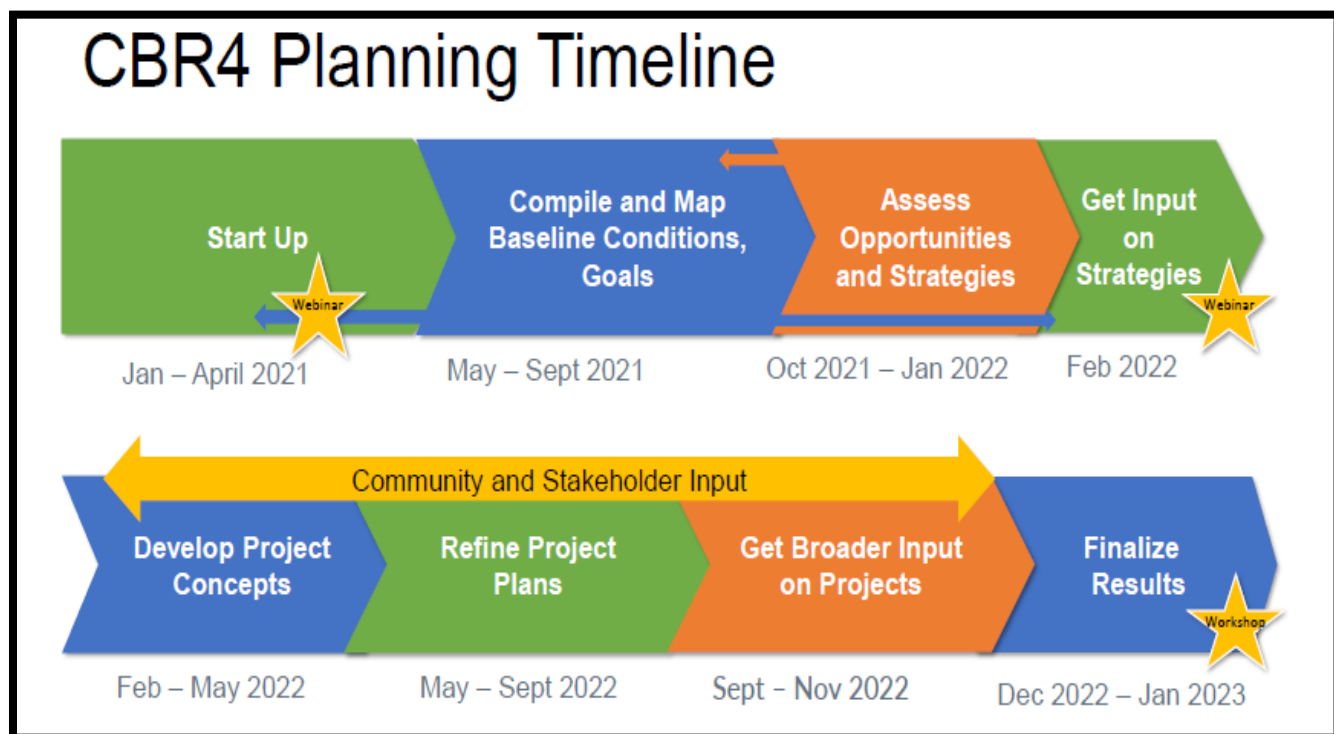 CBR4 Planning Timeline
Start Up
Webinar
Compile and Map
Baseline Conditions,
Goals
Assess
Opportunities
and Strategies
Get Input
on
Strategies
Webinar
Jan – April 2021
May – Sept 2021
Oct 2021 – Jan 2022
Feb 2022
Community and Stakeholder Input
Develop Project
Concepts
Refine Project
Plans
Get Broader Input
on Projects
Finalize
Results
Workshop
Feb – May 2022
May – Sept 2022
Sept – Nov 2022
Dec 2022 – Jan 2023